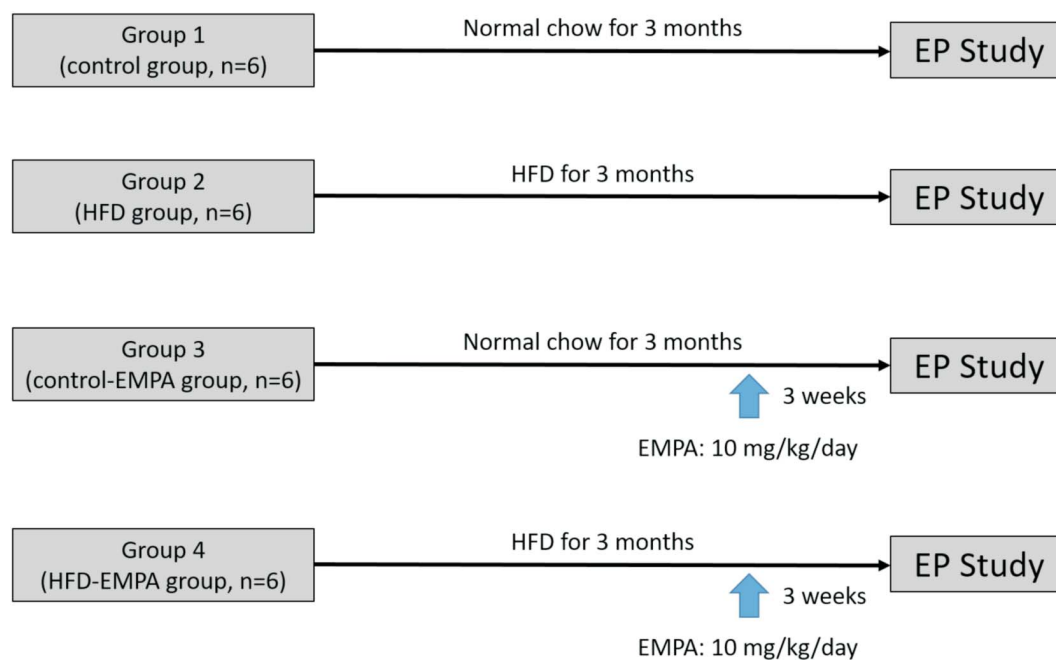 Group 1
(control group, n=6)
Normal chow for 3 months
EP Study
Group 2
(HFD group, n=6)
HFD for 3 months
EP Study
Group 3
(control-EMPA group, n=6)
Normal chow for 3 months
EP Study
3 weeks
EMPA: 10 mg/kg/day
Group 4
(HFD-EMPA group, n=6)
HFD for 3 months
EP Study
3 weeks
EMPA: 10 mg/kg/day